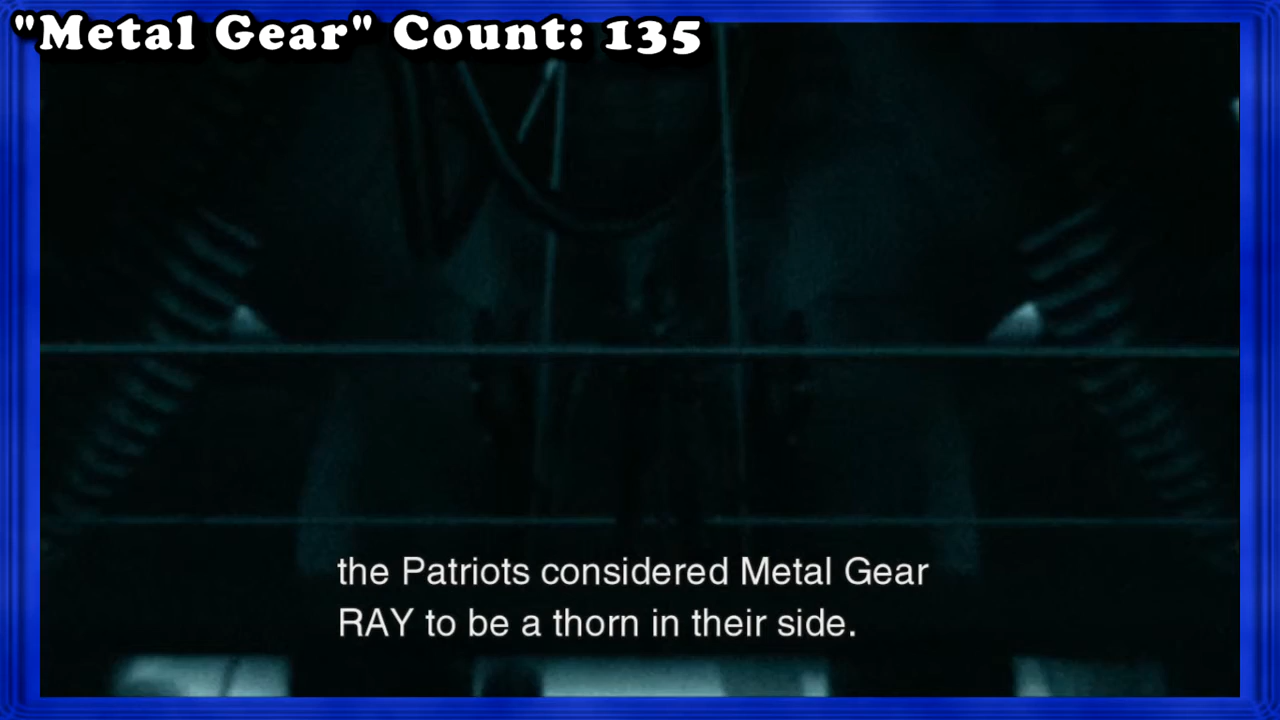 "Metal Gear" Count: 135
the Patriots considered Metal Gear
RAY to be a thorn in their side.